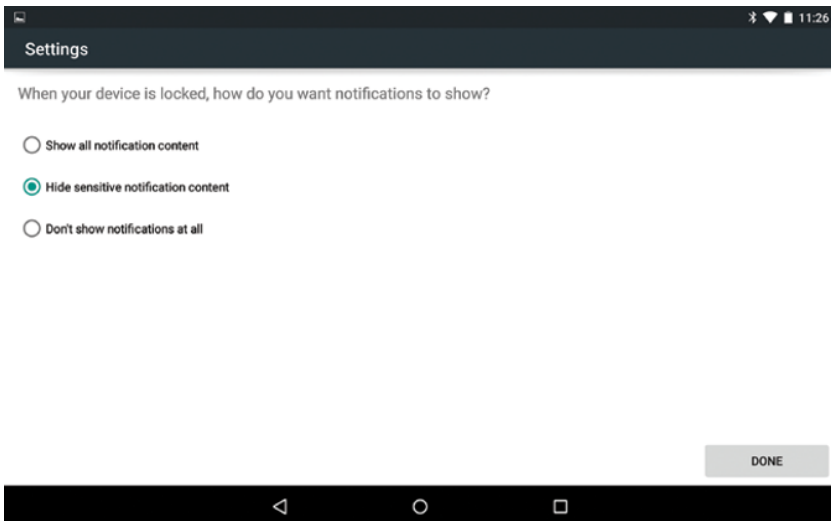 11:26
Settings
When your device is locked, how do you want notifications to show?
Show all notification content
Hide sensitive notification content
Don't show notifications at all
DONE